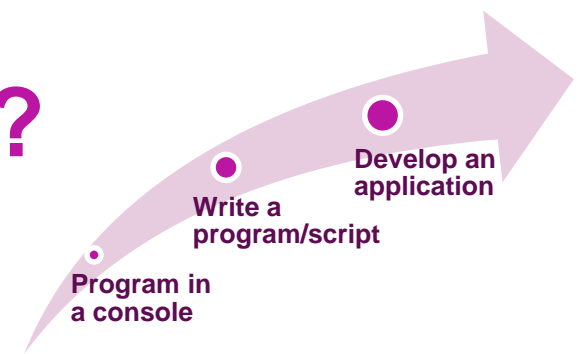 ?
Develop an
application
Write a
program/script
Program in
a console